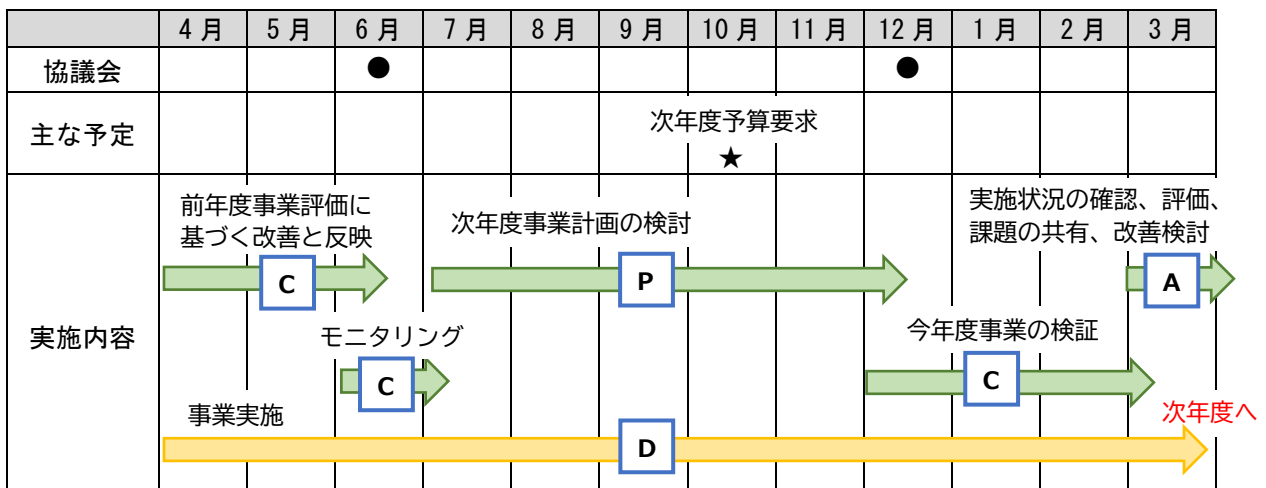 4月 5月 6月 7月 8月 9月 10月 11月 12月 1月 2月 3月
協議会 ● ●
主な予定 次年度予算要求
★
実施内容
前年度事業評価に
基づく改善と反映
次年度事業計画の検討
実施状況の確認、評価、
課題の共有、改善検討
C P A
モニタリング 今年度事業の検証
C C
事業実施 次年度へ
D